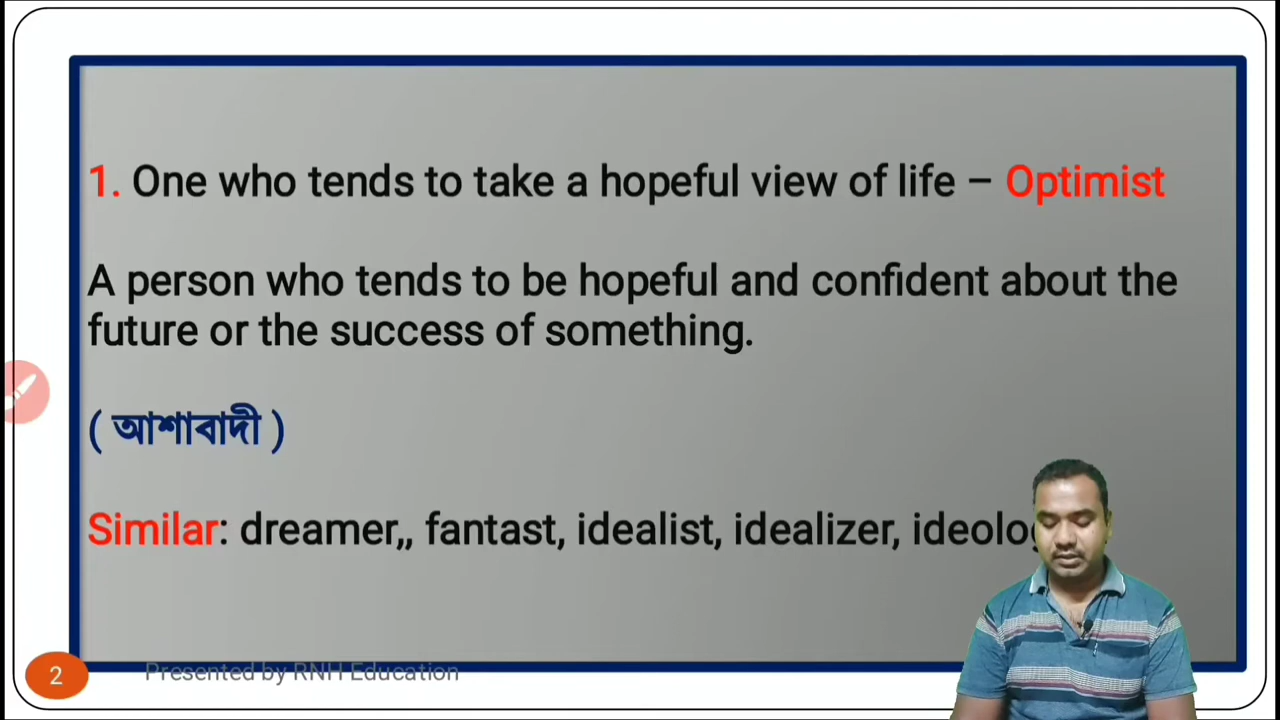 1. One who tends to take a hopeful view of life – Optimist
A person who tends to be hopeful and confident about the
future or the success of something.
( আশাবাদী )
Similar: dreamer,, fantast, idealist, idealizer,
2
Presented by RNH Education